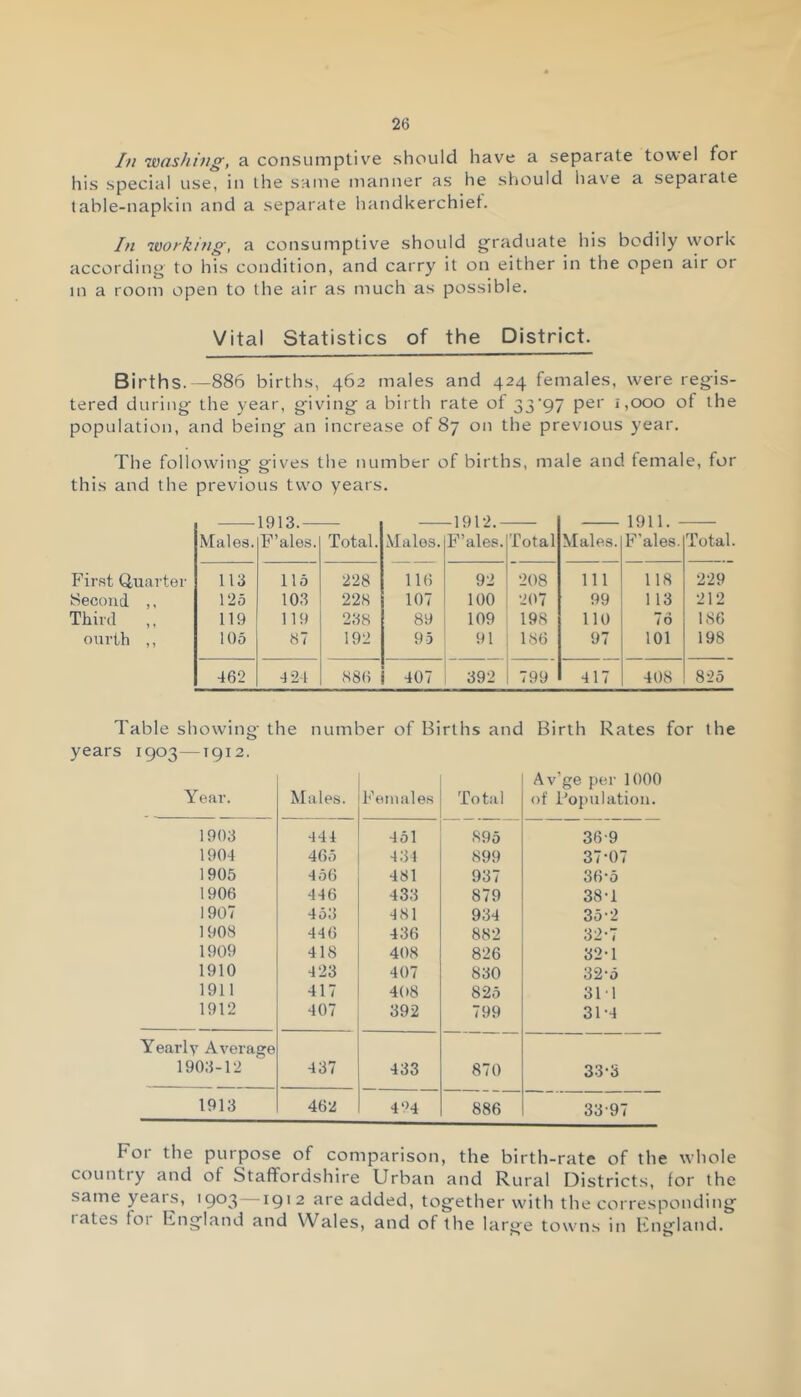 26
In washing, a consumptive should have a separate towel for
his special use, in the same manner as he should have a separate
table-napkin and a separate handkerchief.
In working, a consumptive should graduate his bodily work
according to his condition, and carry it on either in the open air or
in a room open to the air as much as possible.
Vital Statistics of the District.
Births.—886 births, 462 males and 424 females, were regis-
tered during the year, giving a birth rate of 33·97 per 1,000 of the
population, and being an increase of 87 on the previous year.
The following gives the number of births, male and female, for
this and the previous two years.
——1913.—— ——1912.—— —— 1911. ——
Males. F'ales. Total. Males. F'ales. Total Males. F'ales. Total.
First Quarter 113 115 228 116 92 208 111 118 229
Second ,, 125 103 228 107 100 207 99 113 212
Third ,, 119 119 238 89 109 198 110 76 186
ourth ,, 105 87 192 95 91 186 97 101 198
462 424 886 407 392 799 417 408 825
Table showing the number of Births and Birth Rates for the
years 1903—1912.
Year. Males. Females Total Av'ge per 1000 of Population.
1903 444 451 895 36·9
1904 465 434 899 37·07
1905 456 481 937 36·5
1906 446 433 879 38·1
1907 453 481 934 35·2
1908 446 436 882 32·7
1909 418 408 826 32·1
1910 423 407 830 32·5
1911 417 408 825 31·1
1912 407 392 799 31·4
Yearly Average
1903-12 437 433 870 33·3
1913 462 424 886 33·97
For the purpose of comparison, the birth-rate of the whole
country and of Staffordshire Urban and Rural Districts, for the
same years, 1903—1912 are added, together with the corresponding
rates for England and Wales, and of the large towns in England.